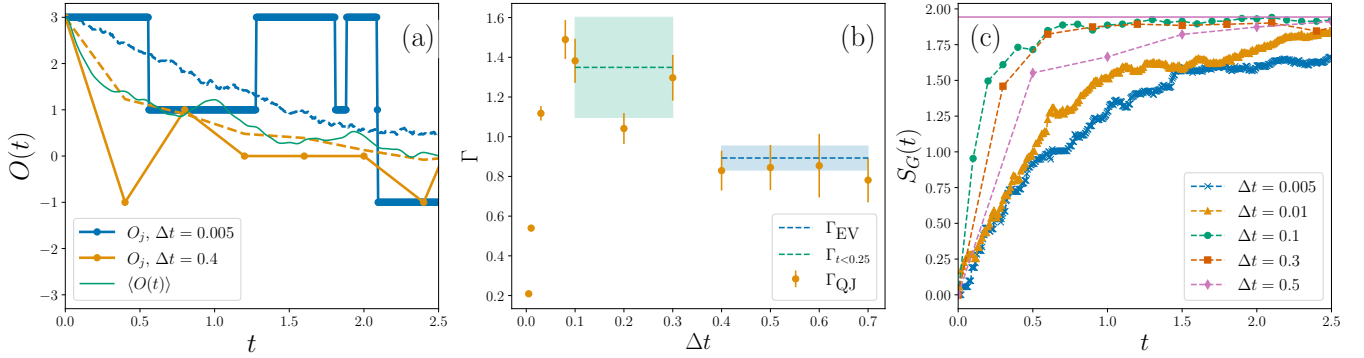 3
2
1
0
−1
−2
−3
O(t)
0.0 0.5 1.0 1.5 2.0 2.5
t
(a)
O_j, Δt = 0.005
O_j, Δt = 0.4
⟨O(t)⟩
1.6
1.4
1.2
1.0
0.8
0.6
0.4
0.2
Γ
0.0 0.1 0.2 0.3 0.4 0.5 0.6 0.7
Δt
(b)
Γ_EV
Γ_{t<0.25}
Γ_QJ
2.00
1.75
1.50
1.25
1.00
0.75
0.50
0.25
0.00
S_G(t)
0.0 0.5 1.0 1.5 2.0 2.5
t
(c)
Δt = 0.005
Δt = 0.01
Δt = 0.1
Δt = 0.3
Δt = 0.5